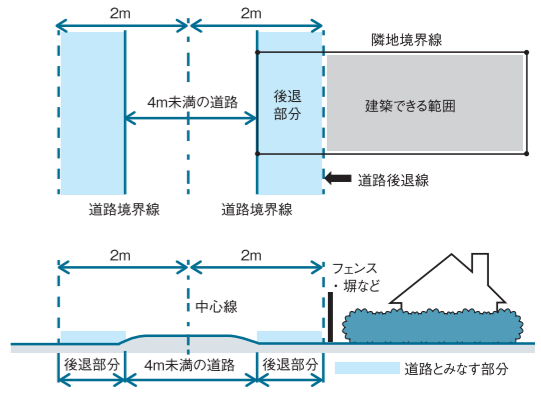 2m
2m
隣地境界線
4m未満の道路
後退
部分
建築できる範囲
道路後退線
道路境界線
道路境界線
2m
2m
フェンス
・塀など
中心線
後退部分
4m未満の道路
後退部分
道路とみなす部分